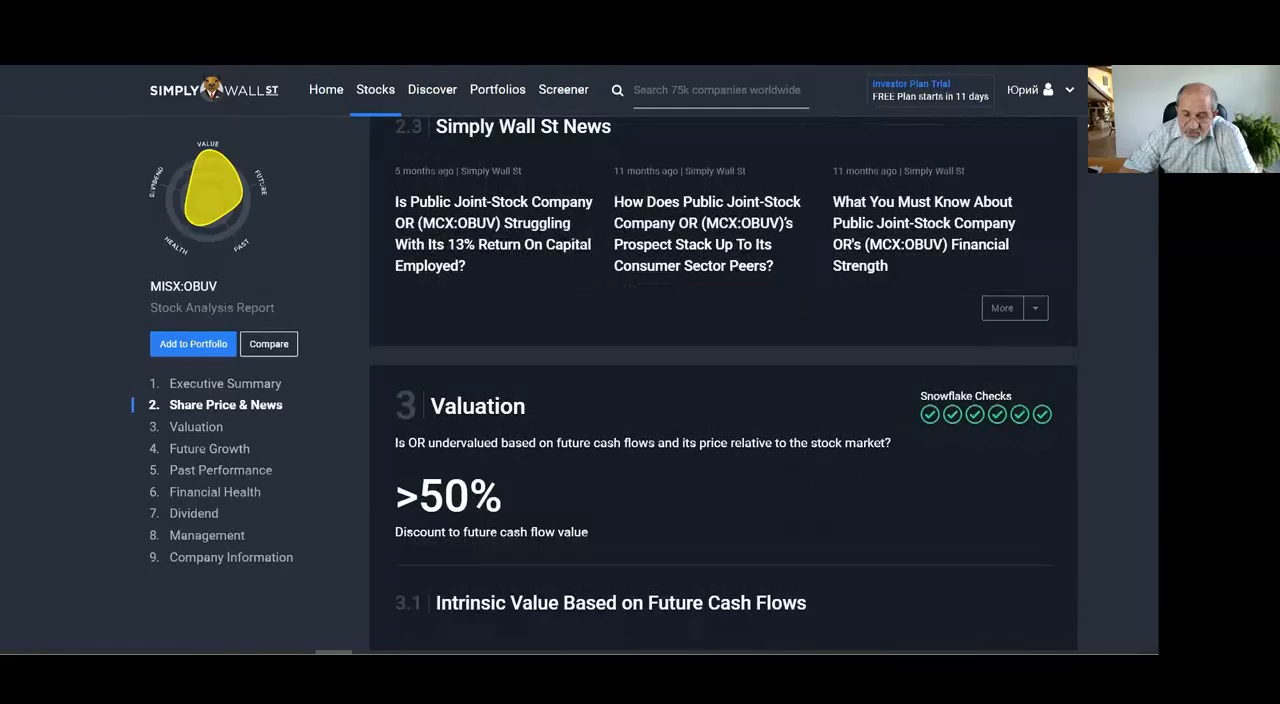 SIMPLY WALL ST
Home Stocks Discover Portfolios Screener
Search 75k companies worldwide
Investor Plan Trial
FREE Plan starts in 11 days
Юрий
VALUE
FUTURE
PAST
HEALTH
DIVIDEND
MISX:OBUV
Stock Analysis Report
Add to Portfolio
Compare
1. Executive Summary
2. Share Price & News
3. Valuation
4. Future Growth
5. Past Performance
6. Financial Health
7. Dividend
8. Management
9. Company Information
2.3 Simply Wall St News
5 months ago | Simply Wall St
Is Public Joint-Stock Company
OR (MCX:OBUV) Struggling
With Its 13% Return On Capital
Employed?
11 months ago | Simply Wall St
How Does Public Joint-Stock
Company OR (MCX:OBUV)'s
Prospect Stack Up To Its
Consumer Sector Peers?
11 months ago | Simply Wall St
What You Must Know About
Public Joint-Stock Company
OR's (MCX:OBUV) Financial
Strength
More
3 Valuation
Snowflake Checks
Is OR undervalued based on future cash flows and its price relative to the stock market?
>50%
Discount to future cash flow value
3.1 Intrinsic Value Based on Future Cash Flows